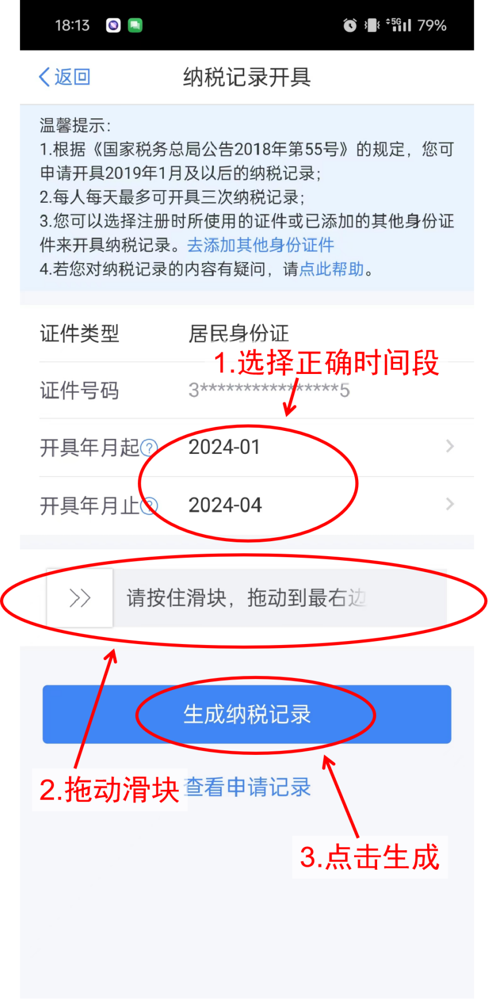 18:13
5G 79%
返回
纳税记录开具
温馨提示:
1.根据《国家税务总局公告2018年第55号》的规定，您可
申请开具2019年1月及以后的纳税记录;
2.每人每天最多可开具三次纳税记录;
3.您可以选择注册时所使用的证件或已添加的其他身份证
件来开具纳税记录。去添加其他身份证件
4.若您对纳税记录的内容有疑问，请点此帮助。
证件类型 居民身份证
1.选择正确时间段
证件号码 3****************5
开具年月起? 2024-01
开具年月止? 2024-04
请按住滑块，拖动到最右边
生成纳税记录
2.拖动滑块
查看申请记录
3.点击生成